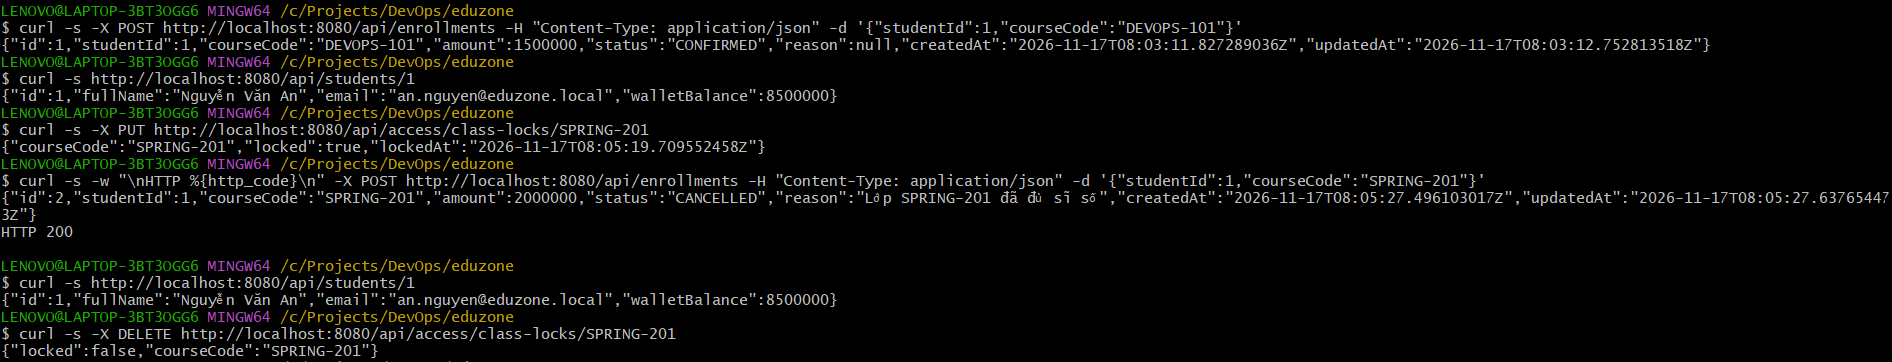 LENOVO@LAPTOP-3BT3OGG6 MINGW64 /c/Projects/DevOps/eduzone
$ curl -s -X POST http://localhost:8080/api/enrollments -H "Content-Type: application/json" -d '{"studentId":1,"courseCode":"DEVOPS-101"}'
{"id":1,"studentId":1,"courseCode":"DEVOPS-101","amount":1500000,"status":"CONFIRMED","reason":null,"createdAt":"2026-11-17T08:03:11.827289036Z","updatedAt":"2026-11-17T08:03:12.752813518Z"}
LENOVO@LAPTOP-3BT3OGG6 MINGW64 /c/Projects/DevOps/eduzone
$ curl -s http://localhost:8080/api/students/1
{"id":1,"fullName":"Nguyễn Văn An","email":"an.nguyen@eduzone.local","walletBalance":8500000}
LENOVO@LAPTOP-3BT3OGG6 MINGW64 /c/Projects/DevOps/eduzone
$ curl -s -X PUT http://localhost:8080/api/access/class-locks/SPRING-201
{"courseCode":"SPRING-201","locked":true,"lockedAt":"2026-11-17T08:05:19.709552458Z"}
LENOVO@LAPTOP-3BT3OGG6 MINGW64 /c/Projects/DevOps/eduzone
$ curl -s -w "\nHTTP %{http_code}\n" -X POST http://localhost:8080/api/enrollments -H "Content-Type: application/json" -d '{"studentId":1,"courseCode":"SPRING-201"}'
{"id":2,"studentId":1,"courseCode":"SPRING-201","amount":2000000,"status":"CANCELLED","reason":"Lớp SPRING-201 đã đủ sĩ số","createdAt":"2026-11-17T08:05:27.496103017Z","updatedAt":"2026-11-17T08:05:27.63765447
3Z"}
HTTP 200
LENOVO@LAPTOP-3BT3OGG6 MINGW64 /c/Projects/DevOps/eduzone
$ curl -s http://localhost:8080/api/students/1
{"id":1,"fullName":"Nguyễn Văn An","email":"an.nguyen@eduzone.local","walletBalance":8500000}
LENOVO@LAPTOP-3BT3OGG6 MINGW64 /c/Projects/DevOps/eduzone
$ curl -s -X DELETE http://localhost:8080/api/access/class-locks/SPRING-201
{"locked":false,"courseCode":"SPRING-201"}